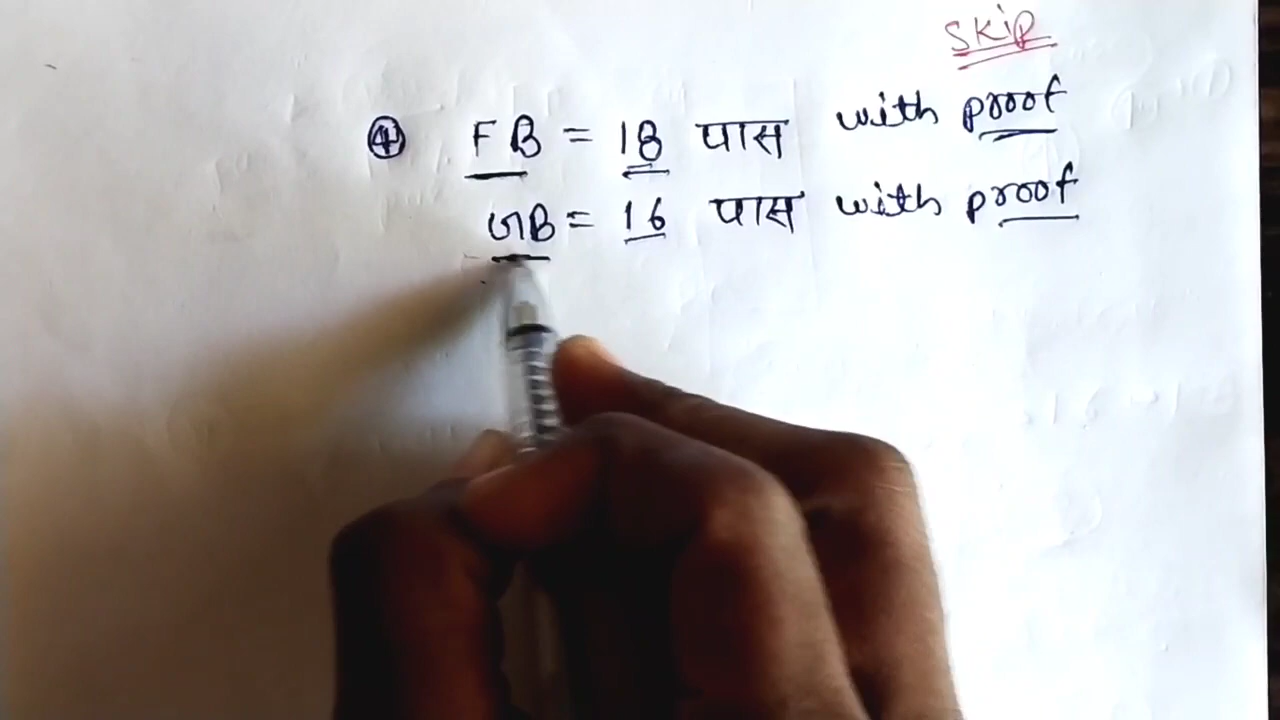 SKIP
④ FB = 18 पास with proof
GB = 16 पास with proof